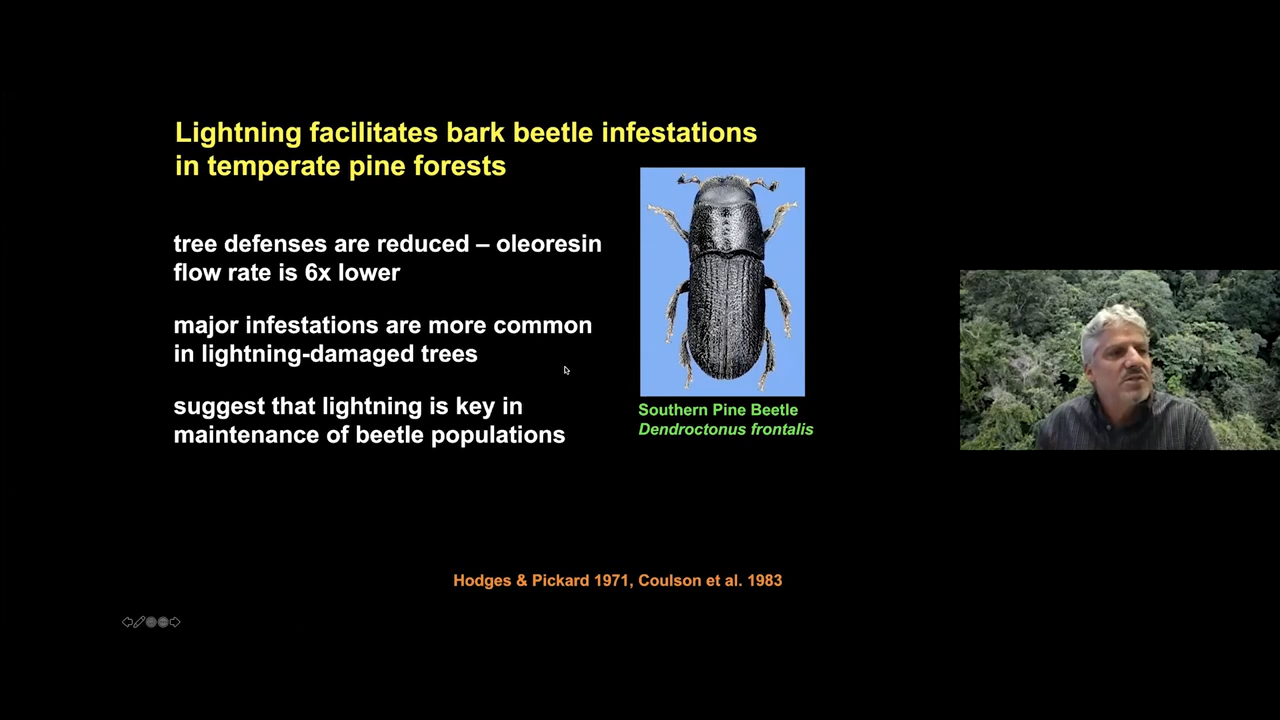 Lightning facilitates bark beetle infestations
in temperate pine forests
tree defenses are reduced – oleoresin
flow rate is 6x lower
major infestations are more common
in lightning-damaged trees
suggest that lightning is key in
maintenance of beetle populations
Southern Pine Beetle
Dendroctonus frontalis
Hodges & Pickard 1971, Coulson et al. 1983